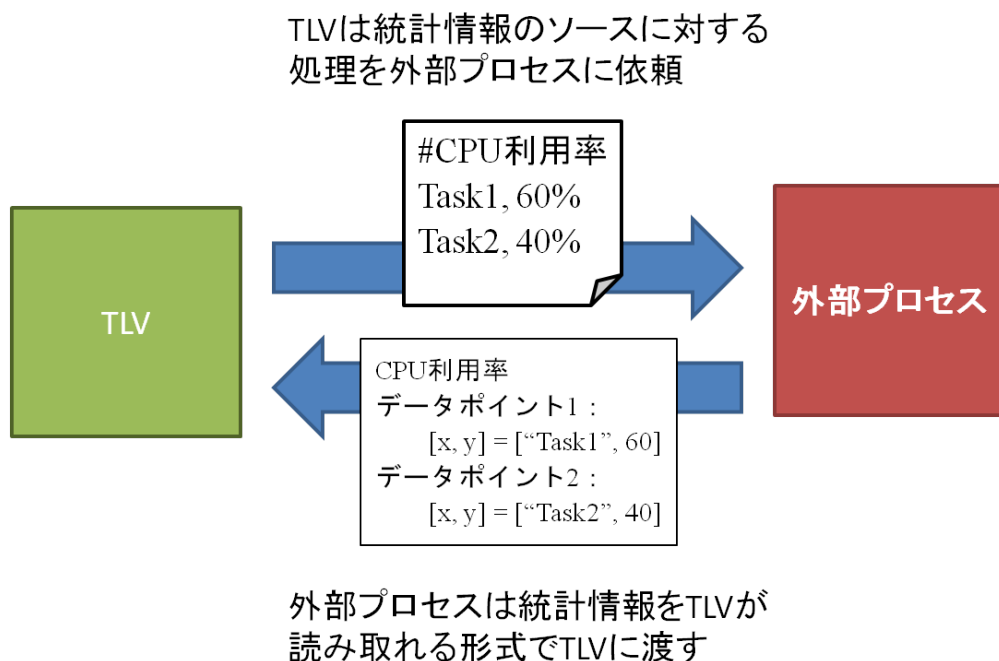 TLVは統計情報のソースに対する
処理を外部プロセスに依頼
#CPU利用率
Task1, 60%
Task2, 40%
TLV
外部プロセス
CPU利用率
データポイント1：
[x, y] = [“Task1”, 60]
データポイント2：
[x, y] = [“Task2”, 40]
外部プロセスは統計情報をTLVが
読み取れる形式でTLVに渡す